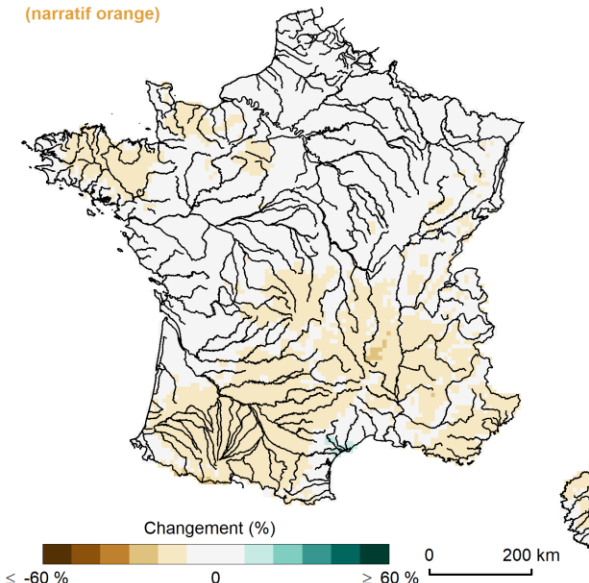 (narratif orange)
Changement (%)
≤ -60 %
0
≥ 60 %
0
200 km